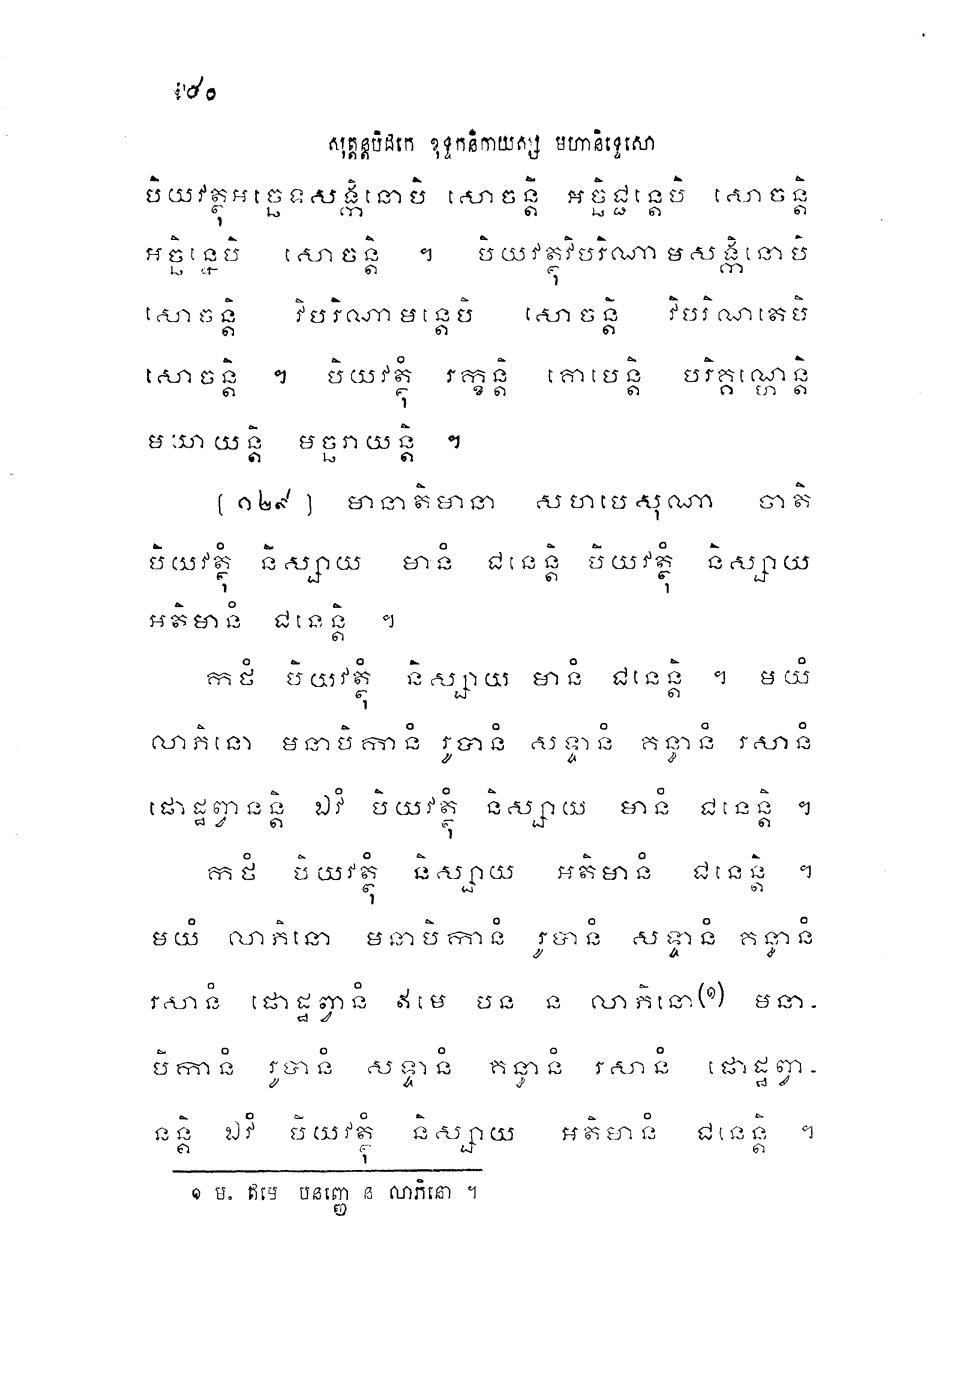 ៥៤០
សុត្តន្តបិដកេ ខុទ្ទកនិកាយស្ស មហានិទ្ទេសោ
បិយវត្ថុអច្ឆេទសង្កិនោបិ សោចន្តិ អច្ឆិជ្ជន្តេបិ សោចន្តិ
អច្ឆិន្នេបិ សោចន្តិ ។ បិយវត្ថុវិបរិណាមសង្កិនោបិ
សោចន្តិ វិបរិណាមន្តេបិ សោចន្តិ វិបរិណតេបិ
សោចន្តិ ។ បិយវត្ថុំ រក្ខន្តិ គោបេន្តិ បរិគ្គណ្ហេន្តិ
មមាយន្តិ មច្ឆរាយន្តិ ។
(១២៩) មានាតិមានា សហបេសុណា ចាតិ
បិយវត្ថុំ និស្សាយ មានំ ជនេន្តិ បិយវត្ថុំ និស្សាយ
អតិមានំ ជនេន្តិ ។
កថំ បិយវត្ថុំ និស្សាយ មានំ ជនេន្តិ ។ មយំ
លាភិនោ មនាបិកានំ រូបានំ សទ្ទានំ គន្ធានំ រសានំ
ផោដ្ឋព្វានន្តិ ឯវំ បិយវត្ថុំ និស្សាយ មានំ ជនេន្តិ ។
កថំ បិយវត្ថុំ និស្សាយ អតិមានំ ជនេន្តិ ។
មយំ លាភិនោ មនាបិកានំ រូបានំ សទ្ទានំ គន្ធានំ
រសានំ ផោដ្ឋព្វានំ ឥមេ បន ន លាភិនោ(១) មនា-
បិកានំ រូបានំ សទ្ទានំ គន្ធានំ រសានំ ផោដ្ឋព្វា-
នន្តិ ឯវំ បិយវត្ថុំ និស្សាយ អតិមានំ ជនេន្តិ ។
១ ម. ឥមេ បនញ្ញេ ន លាភិនោ ។